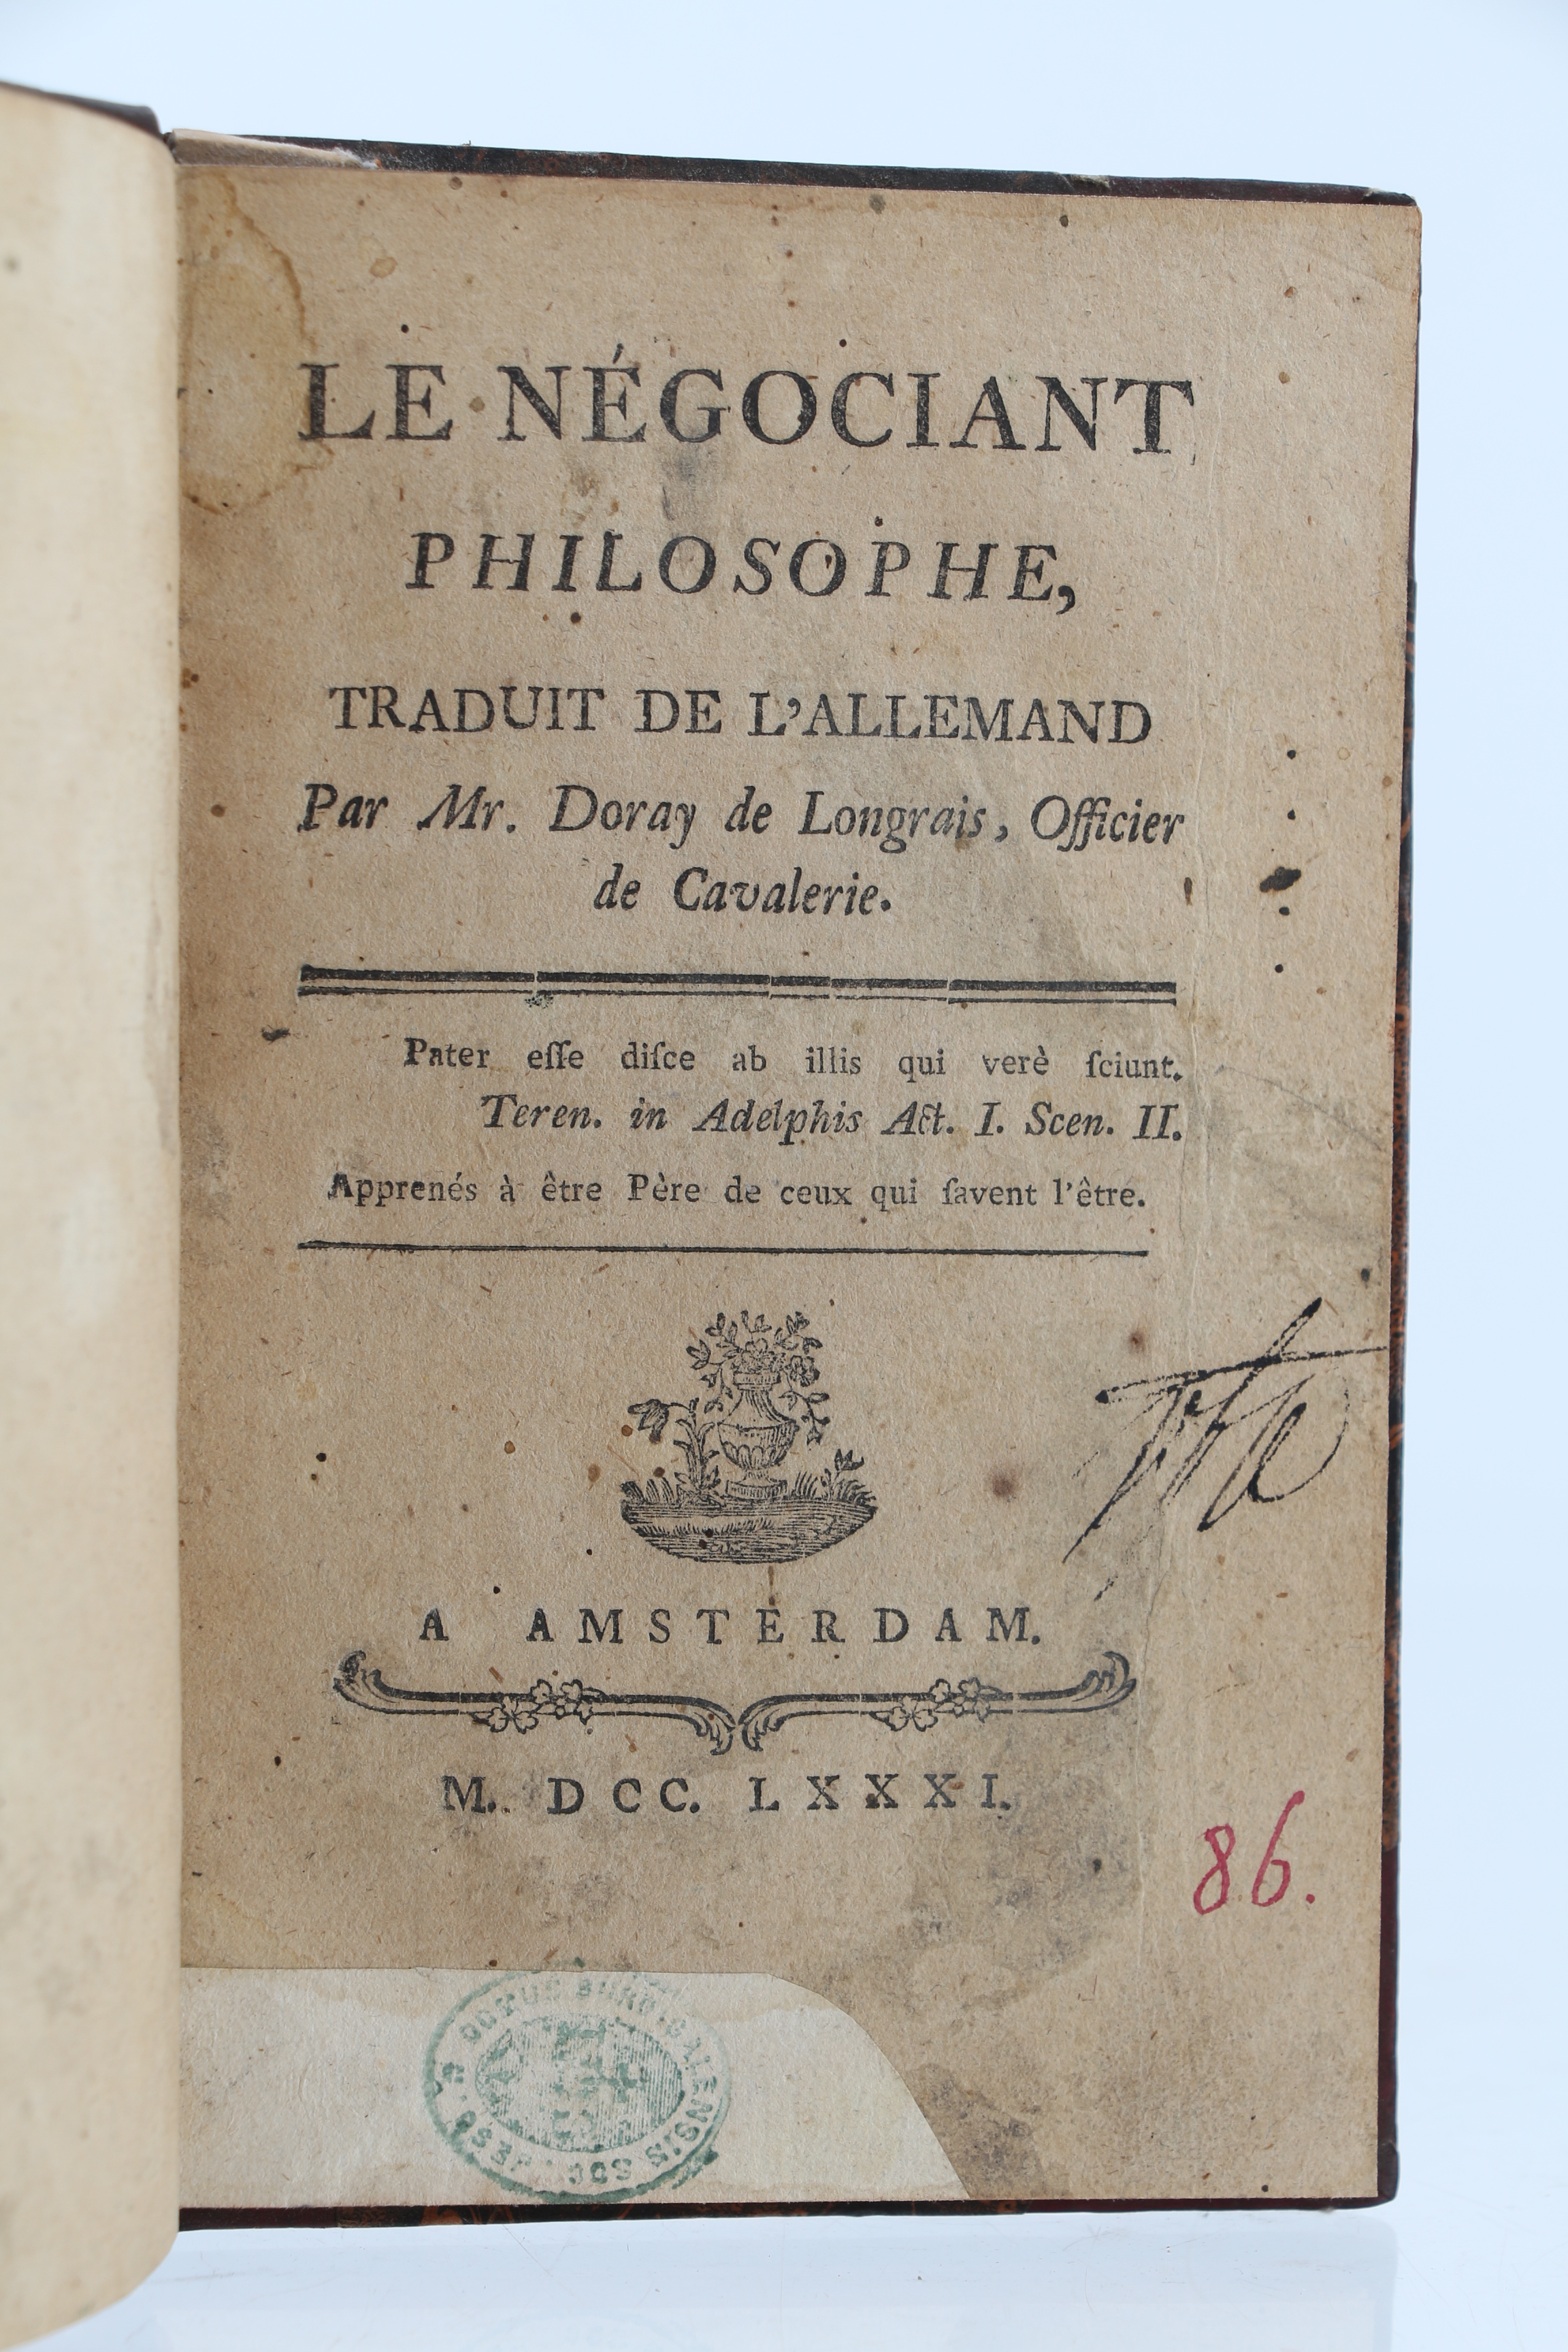 LE NÉGOCIANT
PHILOSOPHE,
TRADUIT DE L'ALLEMAND
Par Mr. Doray de Longrais, Officier
de Cavalerie.
Pater eſſe diſce ab illis qui verè ſciunt.
Teren. in Adelphis Act. I. Scen. II.
Apprenés à être Père de ceux qui ſavent l'être.
A AMSTERDAM.
M. DCC. LXXXI.
86.
SOC. JESU